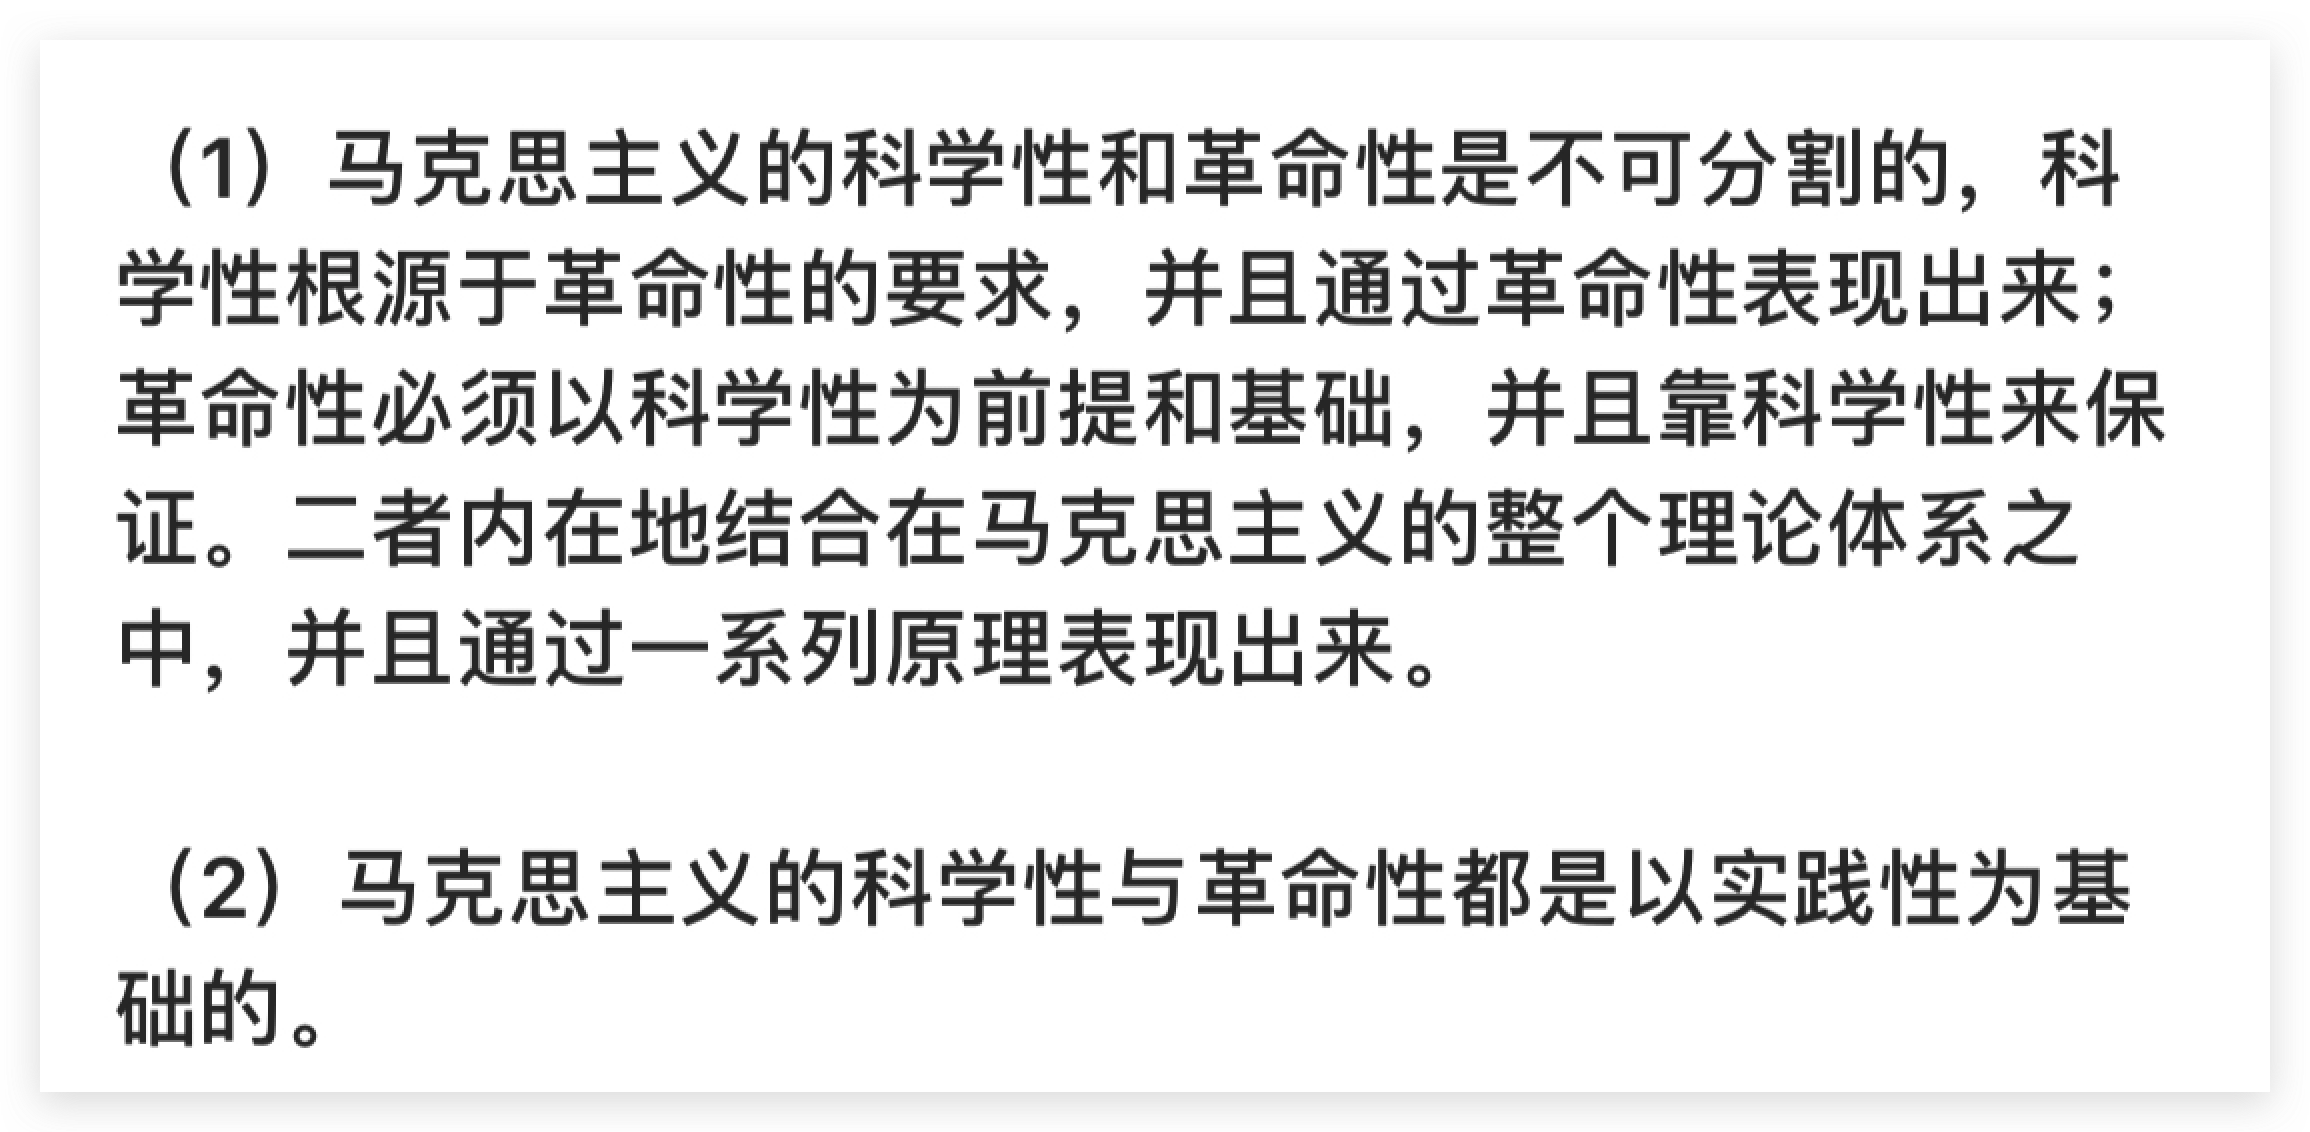 （1）马克思主义的科学性和革命性是不可分割的，科
学性根源于革命性的要求，并且通过革命性表现出来；
革命性必须以科学性为前提和基础，并且靠科学性来保
证。二者内在地结合在马克思主义的整个理论体系之
中，并且通过一系列原理表现出来。
（2）马克思主义的科学性与革命性都是以实践性为基
础的。